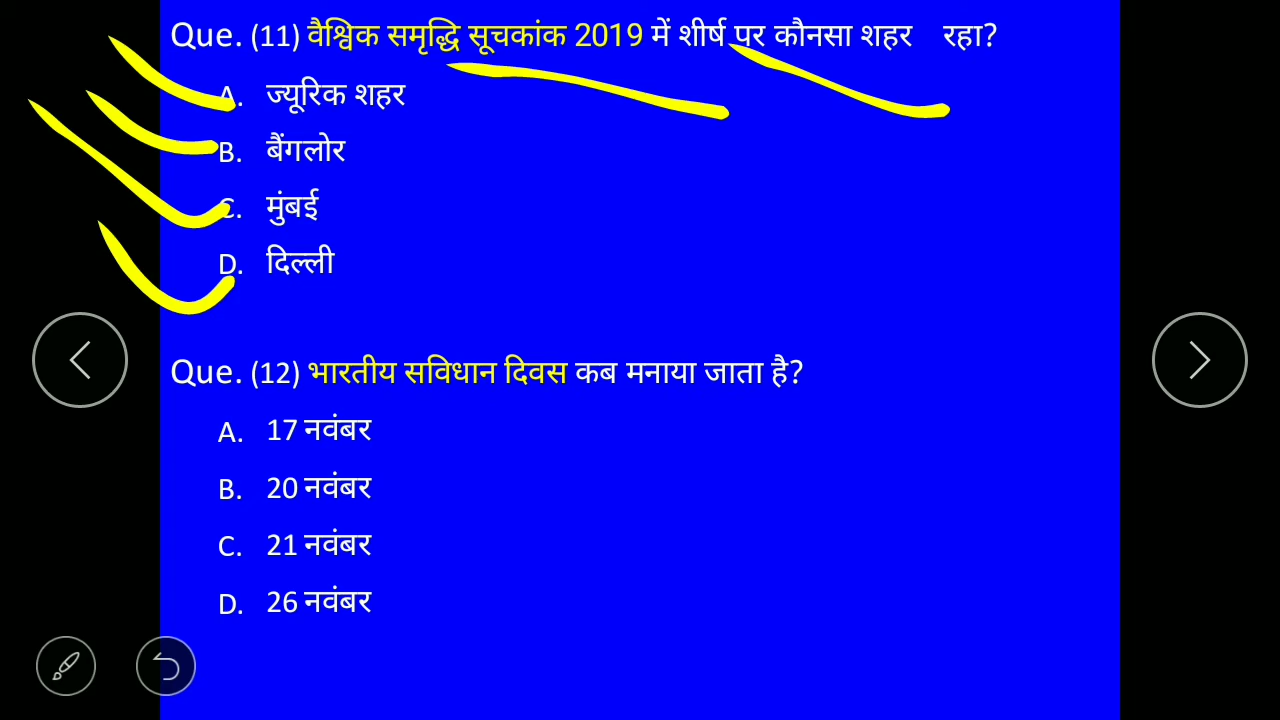 Que. (11) वैश्विक समृद्धि सूचकांक 2019 में शीर्ष पर कौनसा शहर रहा?
A. ज्यूरिक शहर
B. बैंगलोर
C. मुंबई
D. दिल्ली
Que. (12) भारतीय सविधान दिवस कब मनाया जाता है?
A. 17 नवंबर
B. 20 नवंबर
C. 21 नवंबर
D. 26 नवंबर